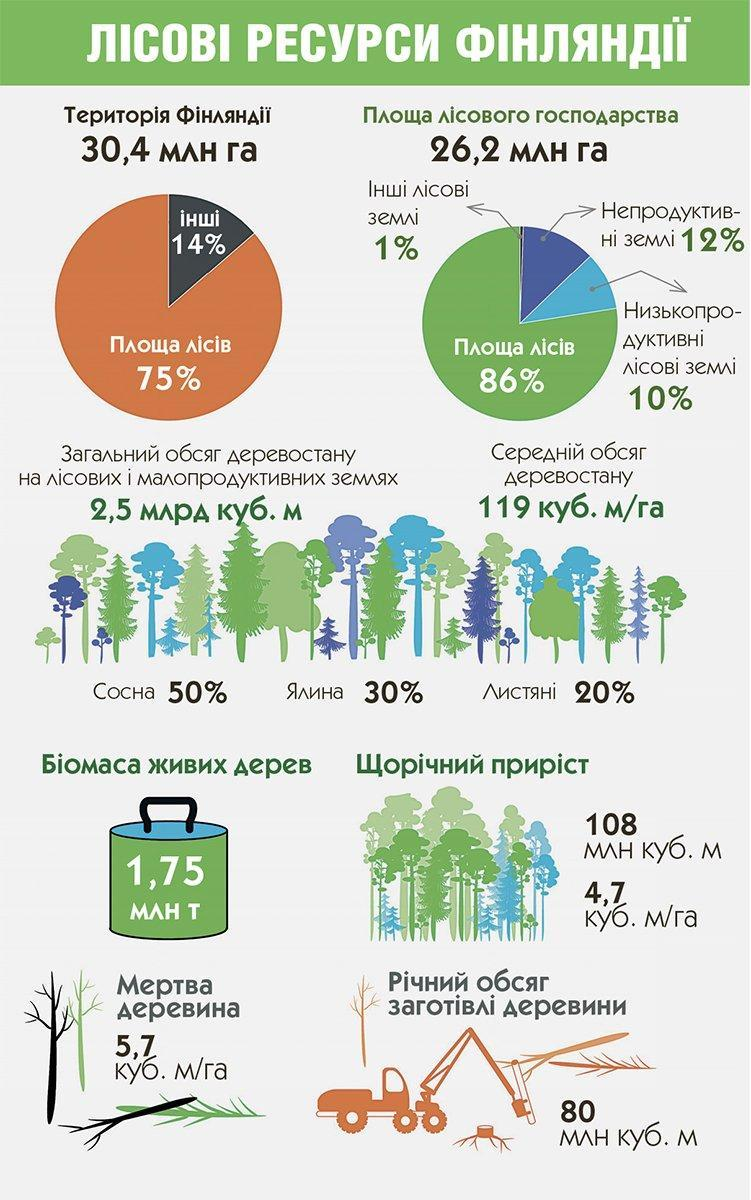 ЛІСОВІ РЕСУРСИ ФІНЛЯНДІЇ
Територія Фінляндії
30,4 млн га
інші
14%
Площа лісів
75%
Площа лісового господарства
26,2 млн га
Інші лісові
землі
1%
Непродуктив-
ні землі 12%
Низькопро-
дуктивні
лісові землі
10%
Площа лісів
86%
Загальний обсяг деревостану
на лісових і малопродуктивних землях
2,5 млрд куб. м
Середній обсяг
деревостану
119 куб. м/га
Сосна 50%
Ялина 30%
Листяні 20%
Біомаса живих дерев
1,75
млн т
Щорічний приріст
108
млн куб. м
4,7
куб. м/га
Мертва
деревина
5,7
куб. м/га
Річний обсяг
заготівлі деревини
80
млн куб. м